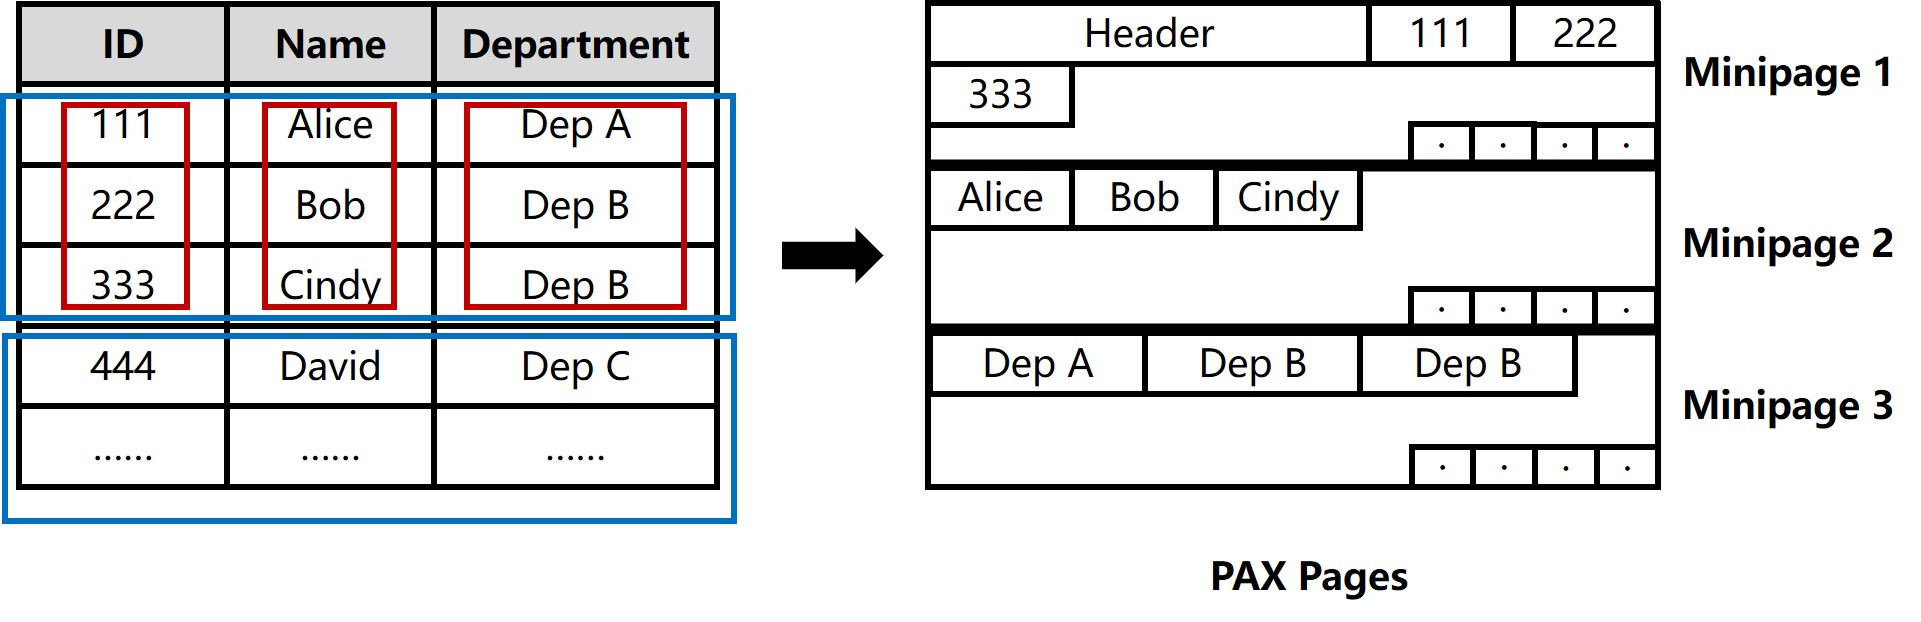 ID Name Department
111 Alice Dep A
222 Bob Dep B
333 Cindy Dep B
444 David Dep C
...... ...... ......
Header 111 222
333
. . . .
Minipage 1
Alice Bob Cindy
. . . .
Minipage 2
Dep A Dep B Dep B
. . . .
Minipage 3
PAX Pages